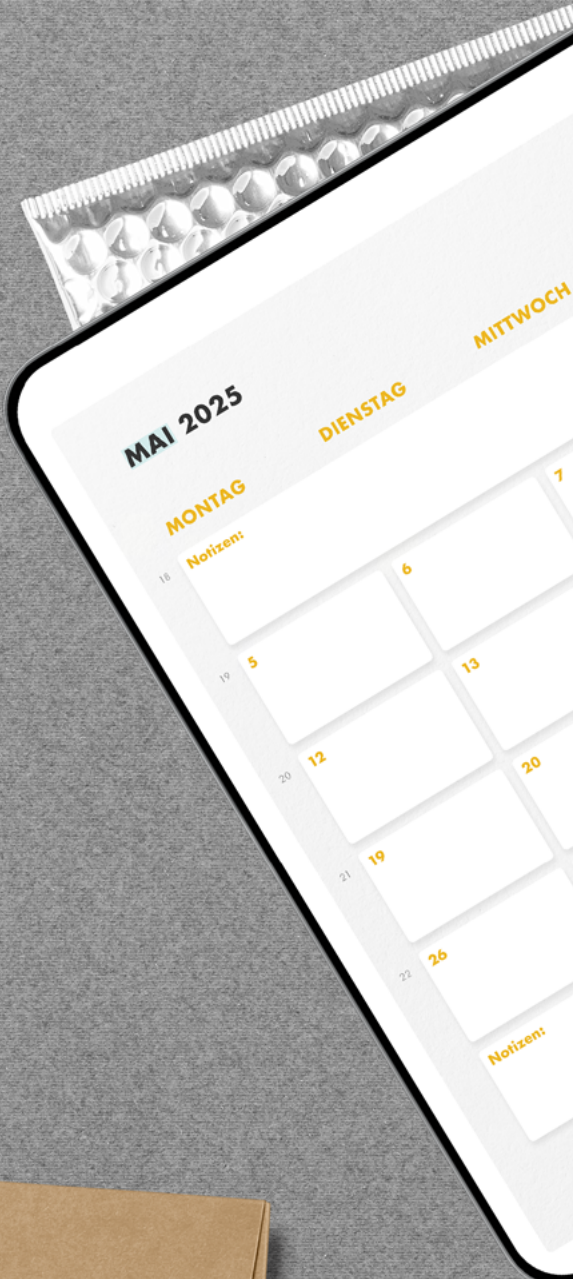 MAI 2025
MONTAG DIENSTAG MITTWOCH
18 Notizen:
7
19 5 6
20 12 13
21 19 20
22 26
Notizen: